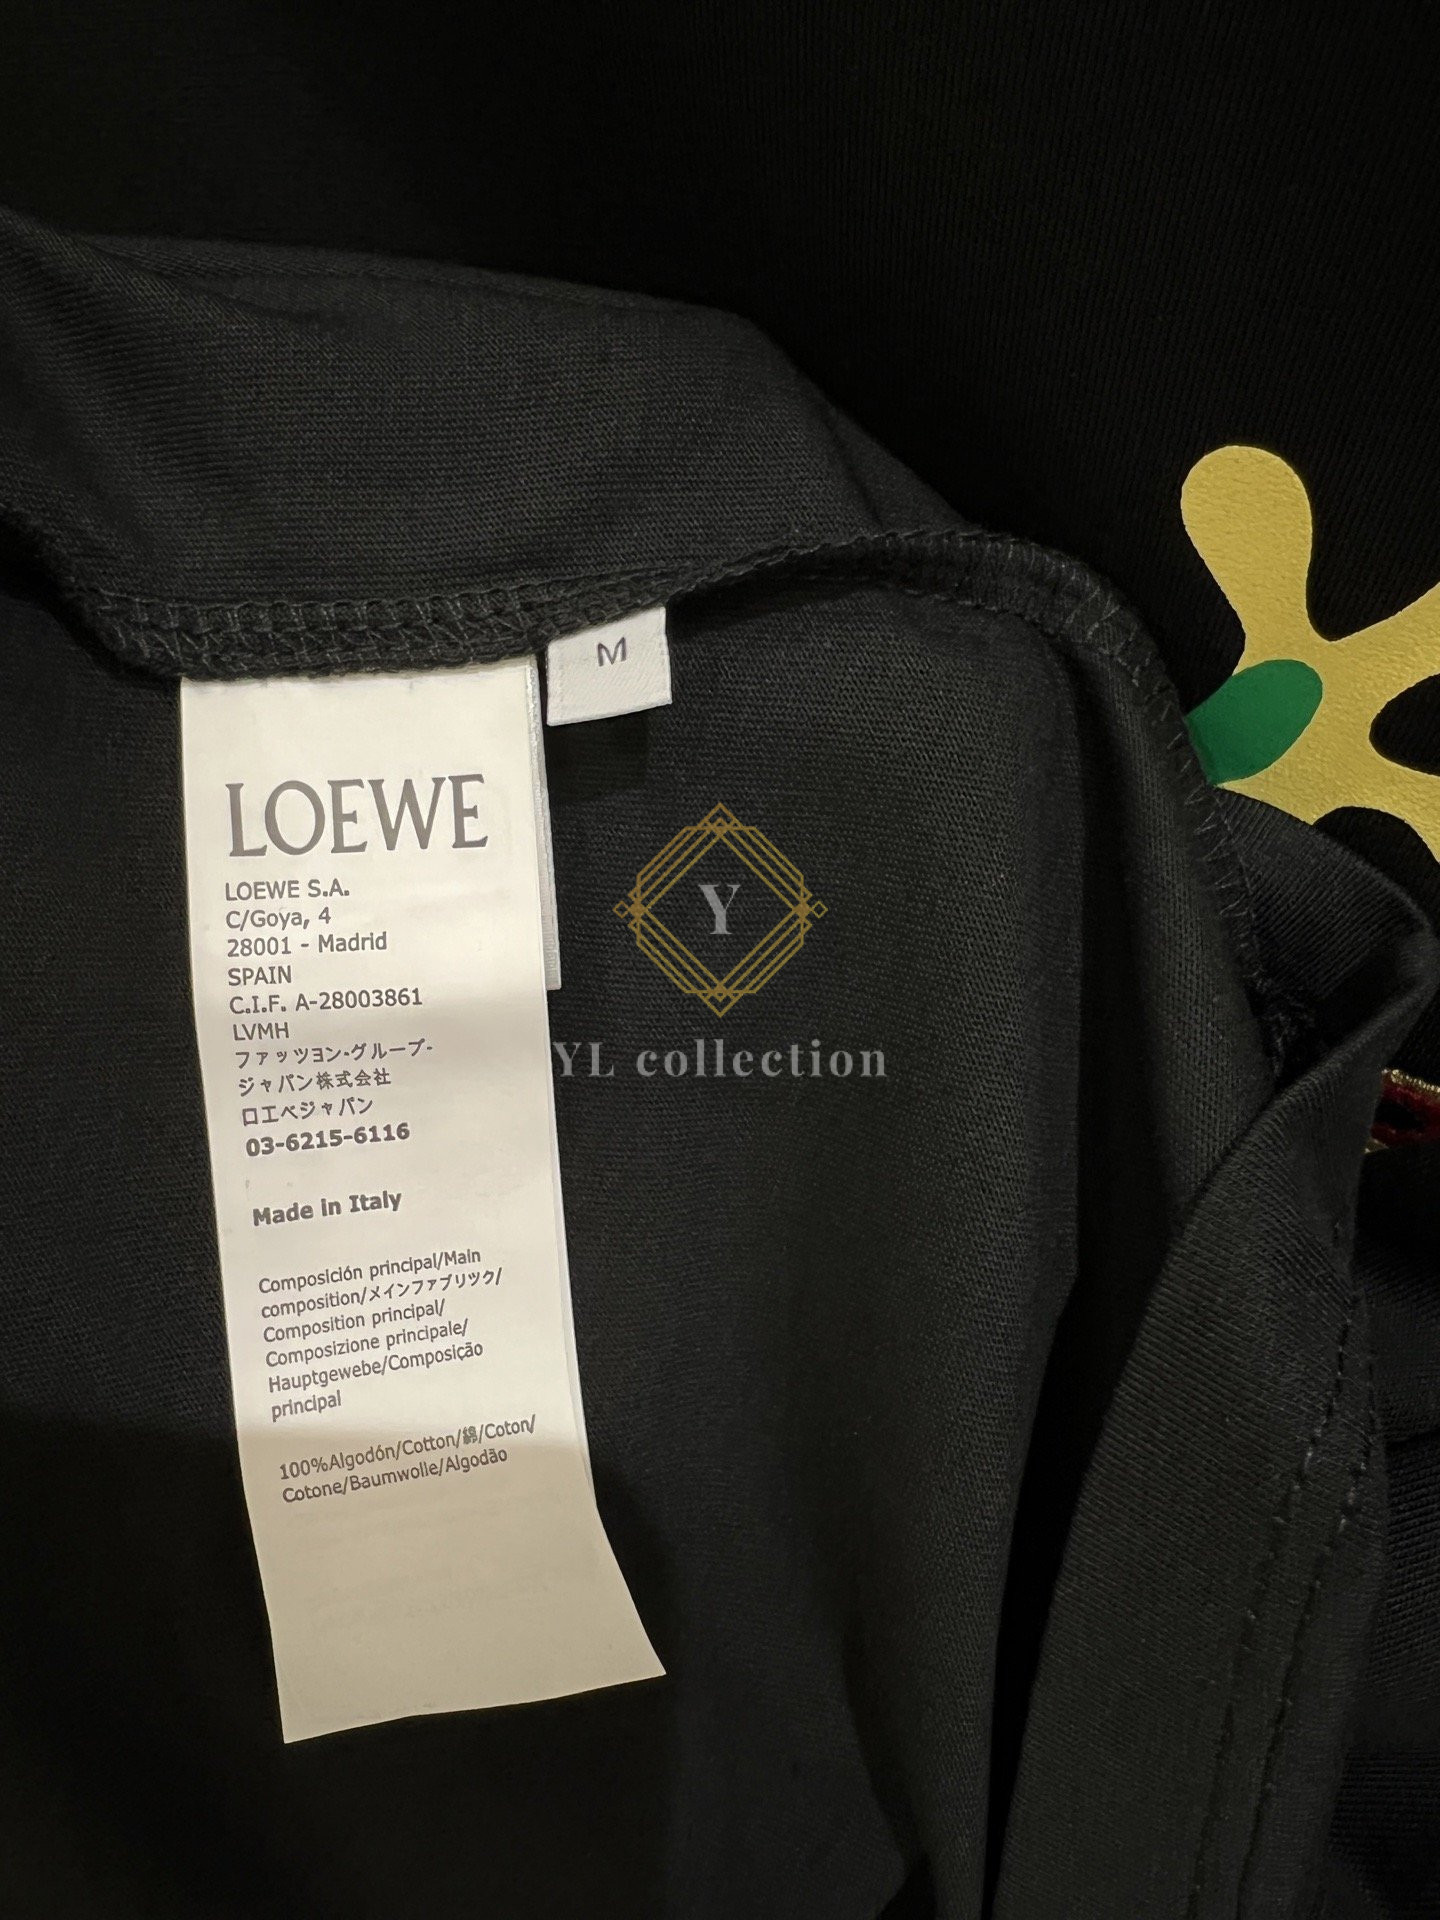 M
LOEWE
LOEWE S.A.
C/Goya, 4
28001 - Madrid
SPAIN
C.I.F. A-28003861
LVMH
ファッツヨン-グループ-
ジャパン株式会社
口エベジャパン
03-6215-6116
Made in Italy
Composición principal/Main
composition/メインファブリツク/
Composition principal/
Composizione principale/
Hauptgewebe/Composição
principal
100%Algodón/Cotton/綿/Coton/
Cotone/Baumwolle/Algodão
Y
YL collection